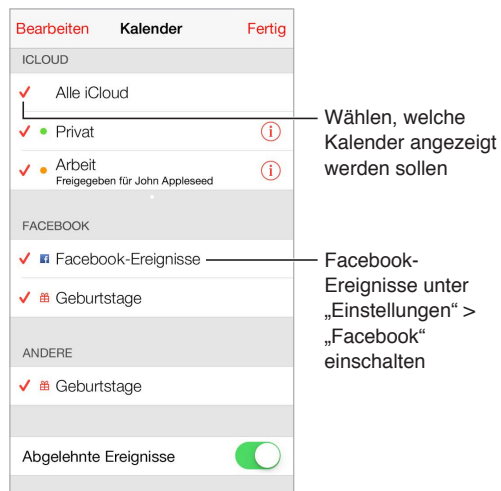 Bearbeiten Kalender Fertig
ICLOUD
Alle iCloud
Privat
Arbeit
Freigegeben für John Appleseed
FACEBOOK
Facebook-Ereignisse
Geburtstage
ANDERE
Geburtstage
Abgelehnte Ereignisse
Wählen, welche
Kalender angezeigt
werden sollen
Facebook-
Ereignisse unter
„Einstellungen“ >
„Facebook“
einschalten